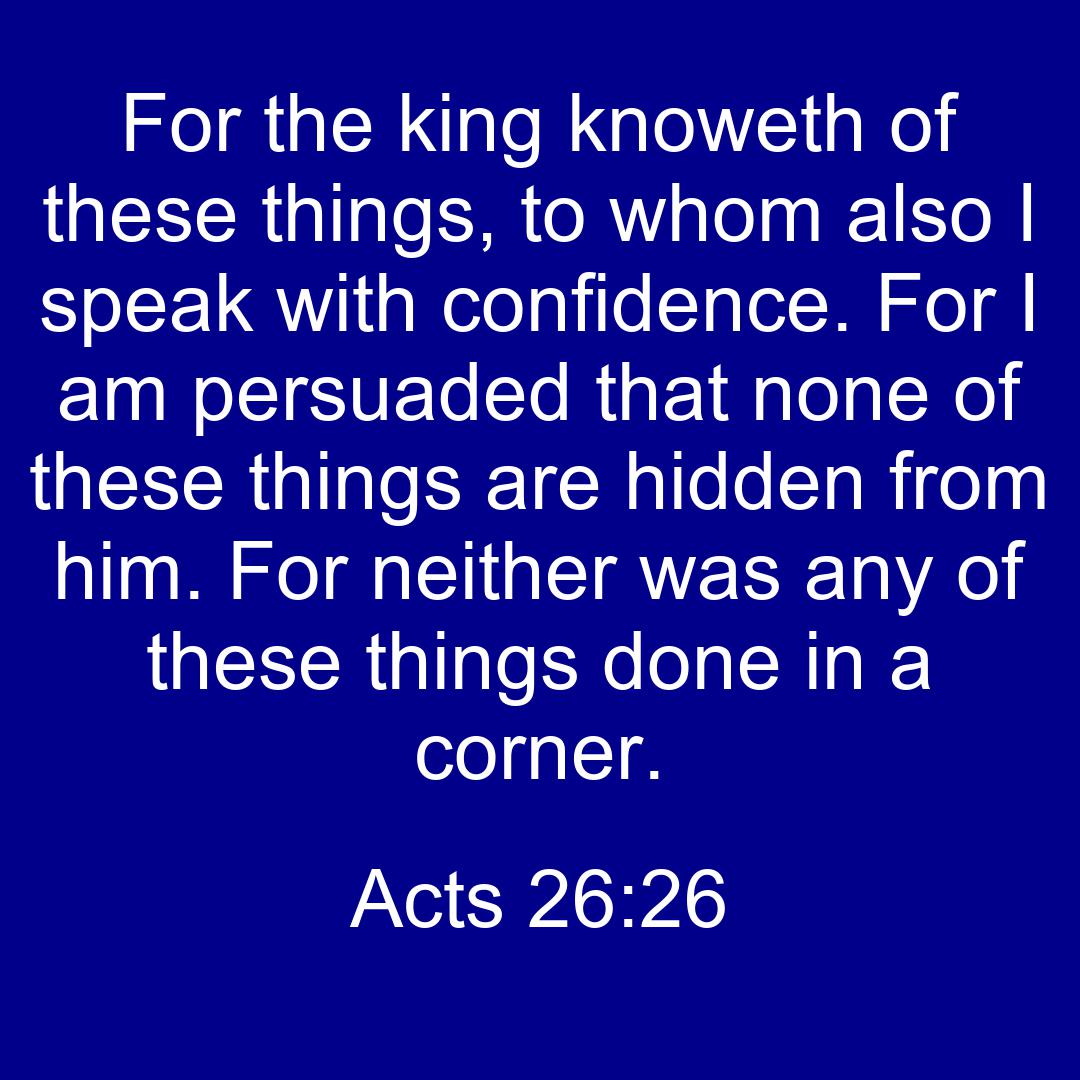 For the king knoweth of
these things, to whom also I
speak with confidence. For I
am persuaded that none of
these things are hidden from
him. For neither was any of
these things done in a
corner.
Acts 26:26